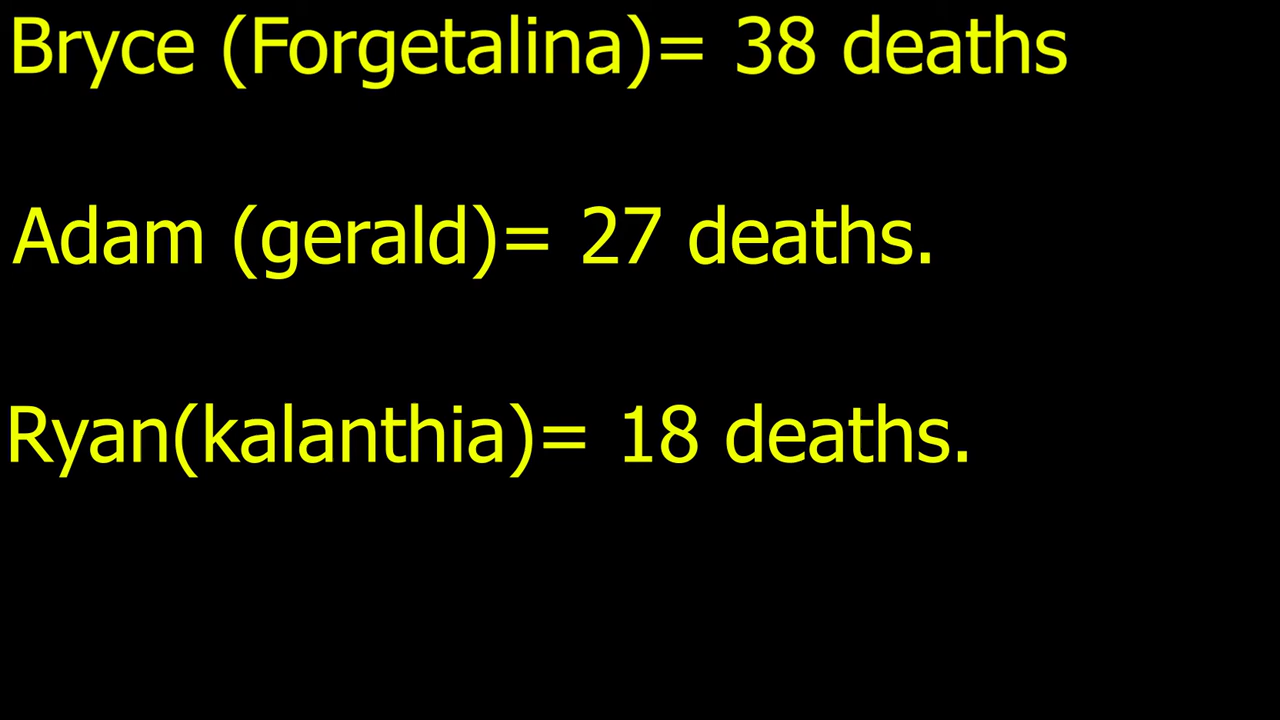 Bryce (Forgetalina)= 38 deaths
Adam (gerald)= 27 deaths.
Ryan(kalanthia)= 18 deaths.